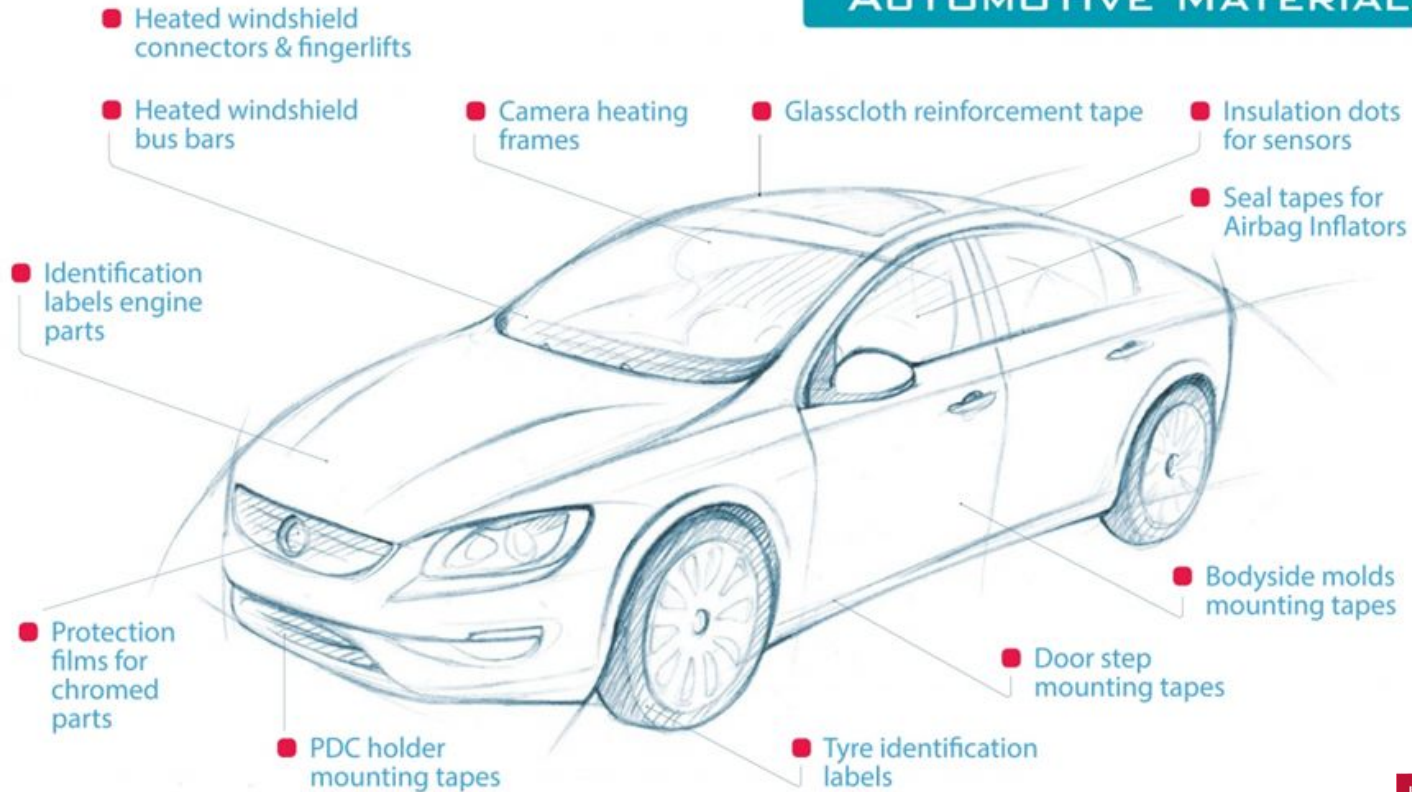 AUTOMOTIVE MATERIAL
Heated windshield
connectors & fingerlifts
Heated windshield
bus bars
Camera heating
frames
Glasscloth reinforcement tape
Insulation dots
for sensors
Seal tapes for
Airbag Inflators
Identification
labels engine
parts
Bodyside molds
mounting tapes
Protection
films for
chromed
parts
Door step
mounting tapes
PDC holder
mounting tapes
Tyre identification
labels